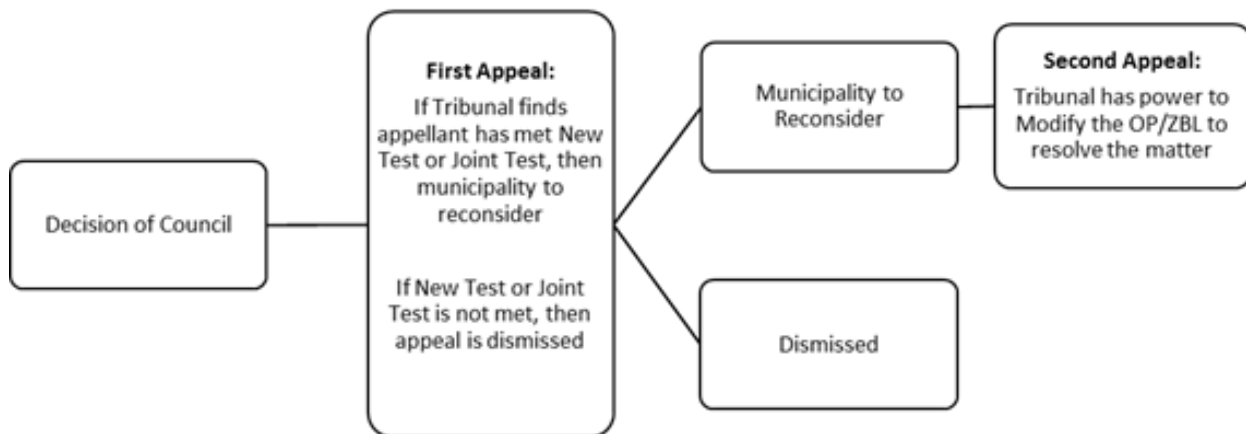 Decision of Council
First Appeal:
If Tribunal finds
appellant has met New
Test or Joint Test, then
municipality to
reconsider
If New Test or Joint
Test is not met, then
appeal is dismissed
Municipality to
Reconsider
Second Appeal:
Tribunal has power to
Modify the OP/ZBL to
resolve the matter
Dismissed